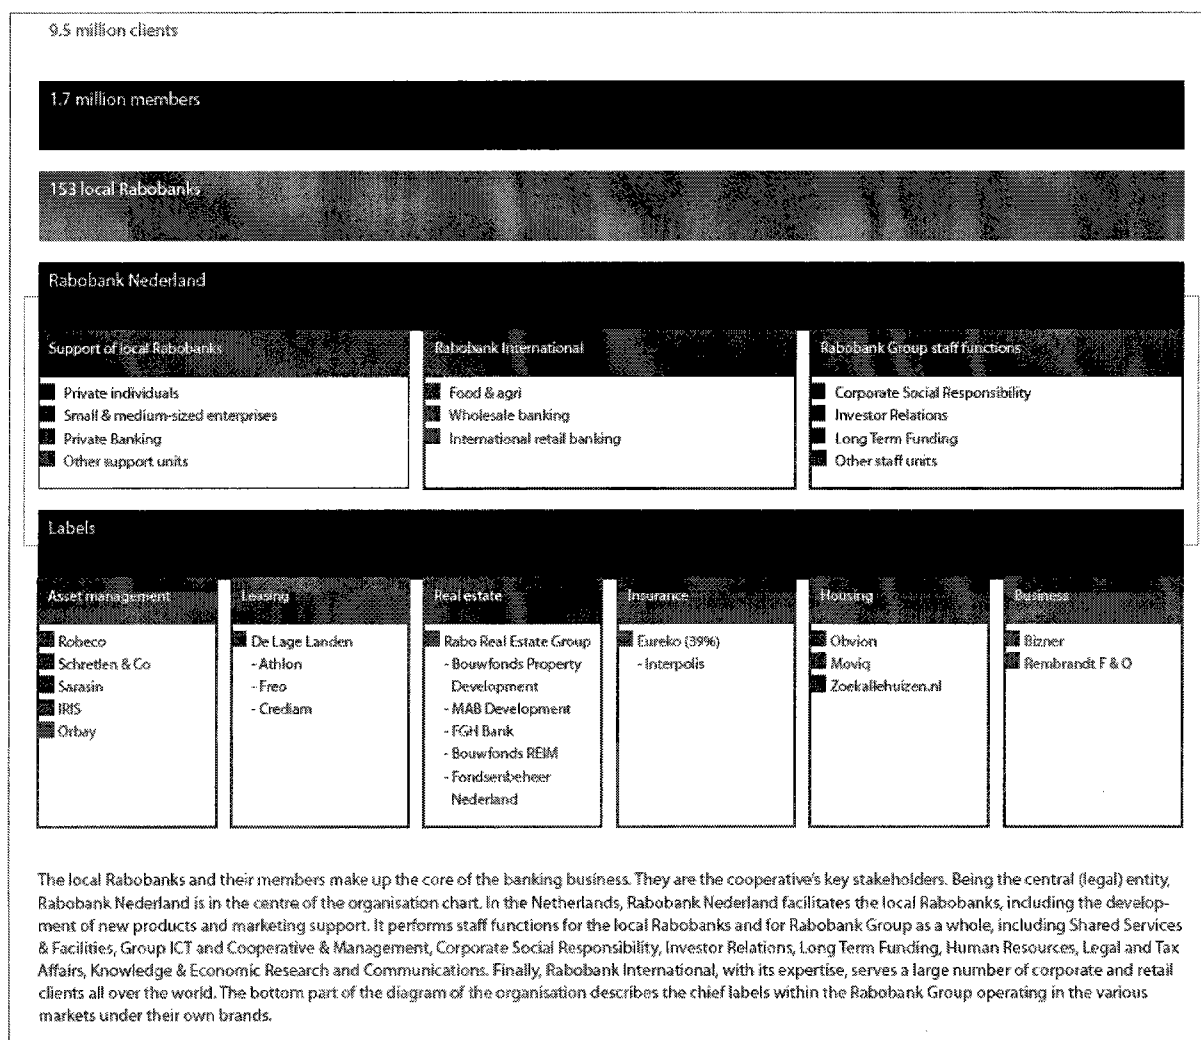 9.5 million clients
1.7 million members
153 local Rabobanks
Rabobank Nederland
Support of local Rabobanks
Private individuals
Small & medium-sized enterprises
Private Banking
Other support units
Rabobank International
Food & agri
Wholesale banking
International retail banking
Rabobank Group staff functions
Corporate Social Responsibility
Investor Relations
Long Term Funding
Other staff units
Labels
Asset management
Robeco
Schretlen & Co
Sarasin
IRIS
Orbay
Leasing
De Lage Landen
- Athlon
- Freo
- Crediam
Real estate
Rabo Real Estate Group
- Bouwfonds Property
Development
- MAB Development
- FGH Bank
- Bouwfonds REIM
- Fondsenbeheer
Nederland
Insurance
Eureko (39%)
- Interpolis
Housing
Obvion
Moviq
Zoekallehuizen.nl
Business
Bizner
Rembrandt F & O
The local Rabobanks and their members make up the core of the banking business. They are the cooperative's key stakeholders. Being the central (legal) entity,
Rabobank Nederland is in the centre of the organisation chart. In the Netherlands, Rabobank Nederland facilitates the local Rabobanks, including the develop-
ment of new products and marketing support. It performs staff functions for the local Rabobanks and for Rabobank Group as a whole, including Shared Services
& Facilities, Group ICT and Cooperative & Management, Corporate Social Responsibility, Investor Relations, Long Term Funding, Human Resources, Legal and Tax
Affairs, Knowledge & Economic Research and Communications. Finally, Rabobank International, with its expertise, serves a large number of corporate and retail
clients all over the world. The bottom part of the diagram of the organisation describes the chief labels within the Rabobank Group operating in the various
markets under their own brands.